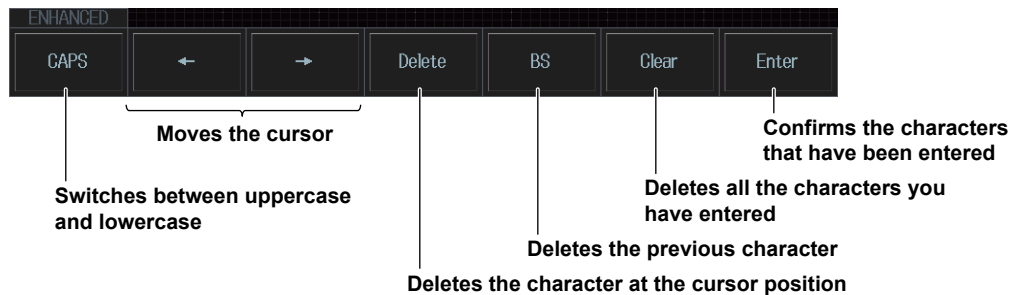 ENHANCED
CAPS ← → Delete BS Clear Enter
Moves the cursor
Confirms the characters
that have been entered
Switches between uppercase
and lowercase
Deletes all the characters you
have entered
Deletes the previous character
Deletes the character at the cursor position